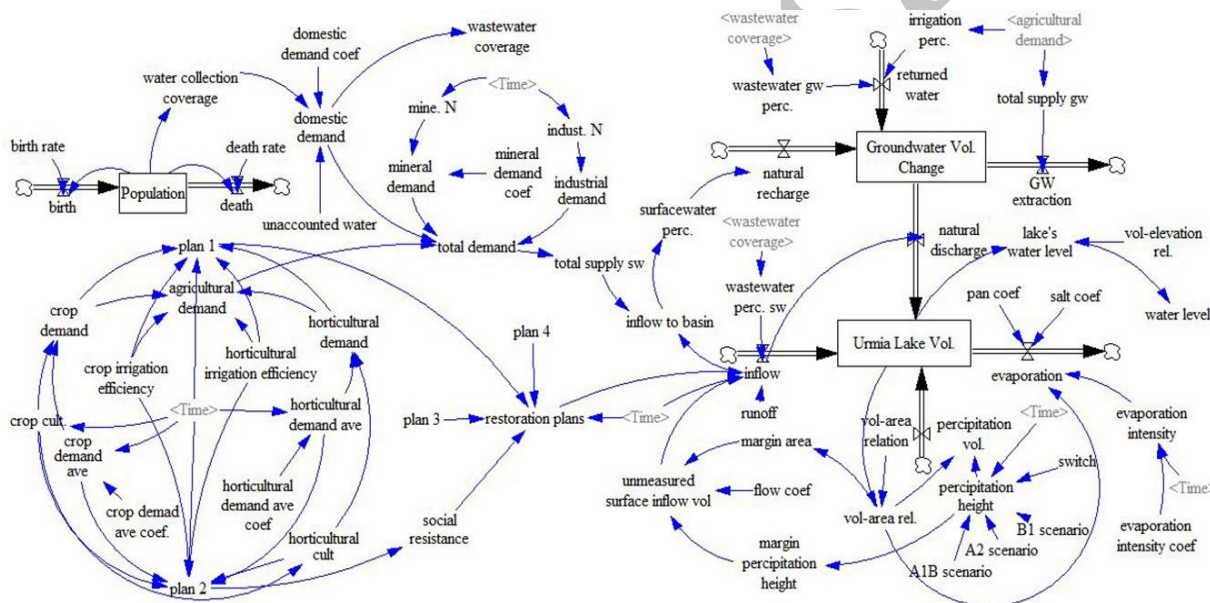 <wastewater
coverage>
irrigation
perc.
<agricultural
demand>
domestic
demand coef
wastewater
coverage
water collection
coverage
<Time>
wastewater gw
perc.
returned
water
total supply gw
mine. N
domestic
demand
indust. N
birth rate
death rate
mineral
demand
mineral
demand
coef
industrial
demand
Groundwater Vol.
Change
natural
recharge
GW
extraction
Population
birth
death
unaccounted water
surfacewater
perc.
<wastewater
coverage>
natural
discharge
lake's
water level
vol-elevation
rel.
plan 1
total demand
total supply sw
wastewater
perc. sw
pan coef
salt coef
water level
agricultural
demand
crop
demand
horticultural
demand
plan 4
inflow to basin
Urmia Lake Vol.
crop irrigation
efficiency
horticultural
irrigation efficiency
inflow
evaporation
<Time>
crop cult.
horticultural
demand ave
plan 3
restoration plans
<Time>
runoff
vol-area
relation
percipitation
vol.
<Time>
evaporation
intensity
crop
demand
ave
margin area
switch
unmeasured
surface inflow vol
flow coef
percipitation
height
<Time>
crop demad
ave coef.
horticultural
demand ave
coef
social
resistance
vol-area rel.
B1 scenario
evaporation
intensity coef
horticultural
cult
margin
percipitation
height
A2 scenario
A1B scenario
plan 2